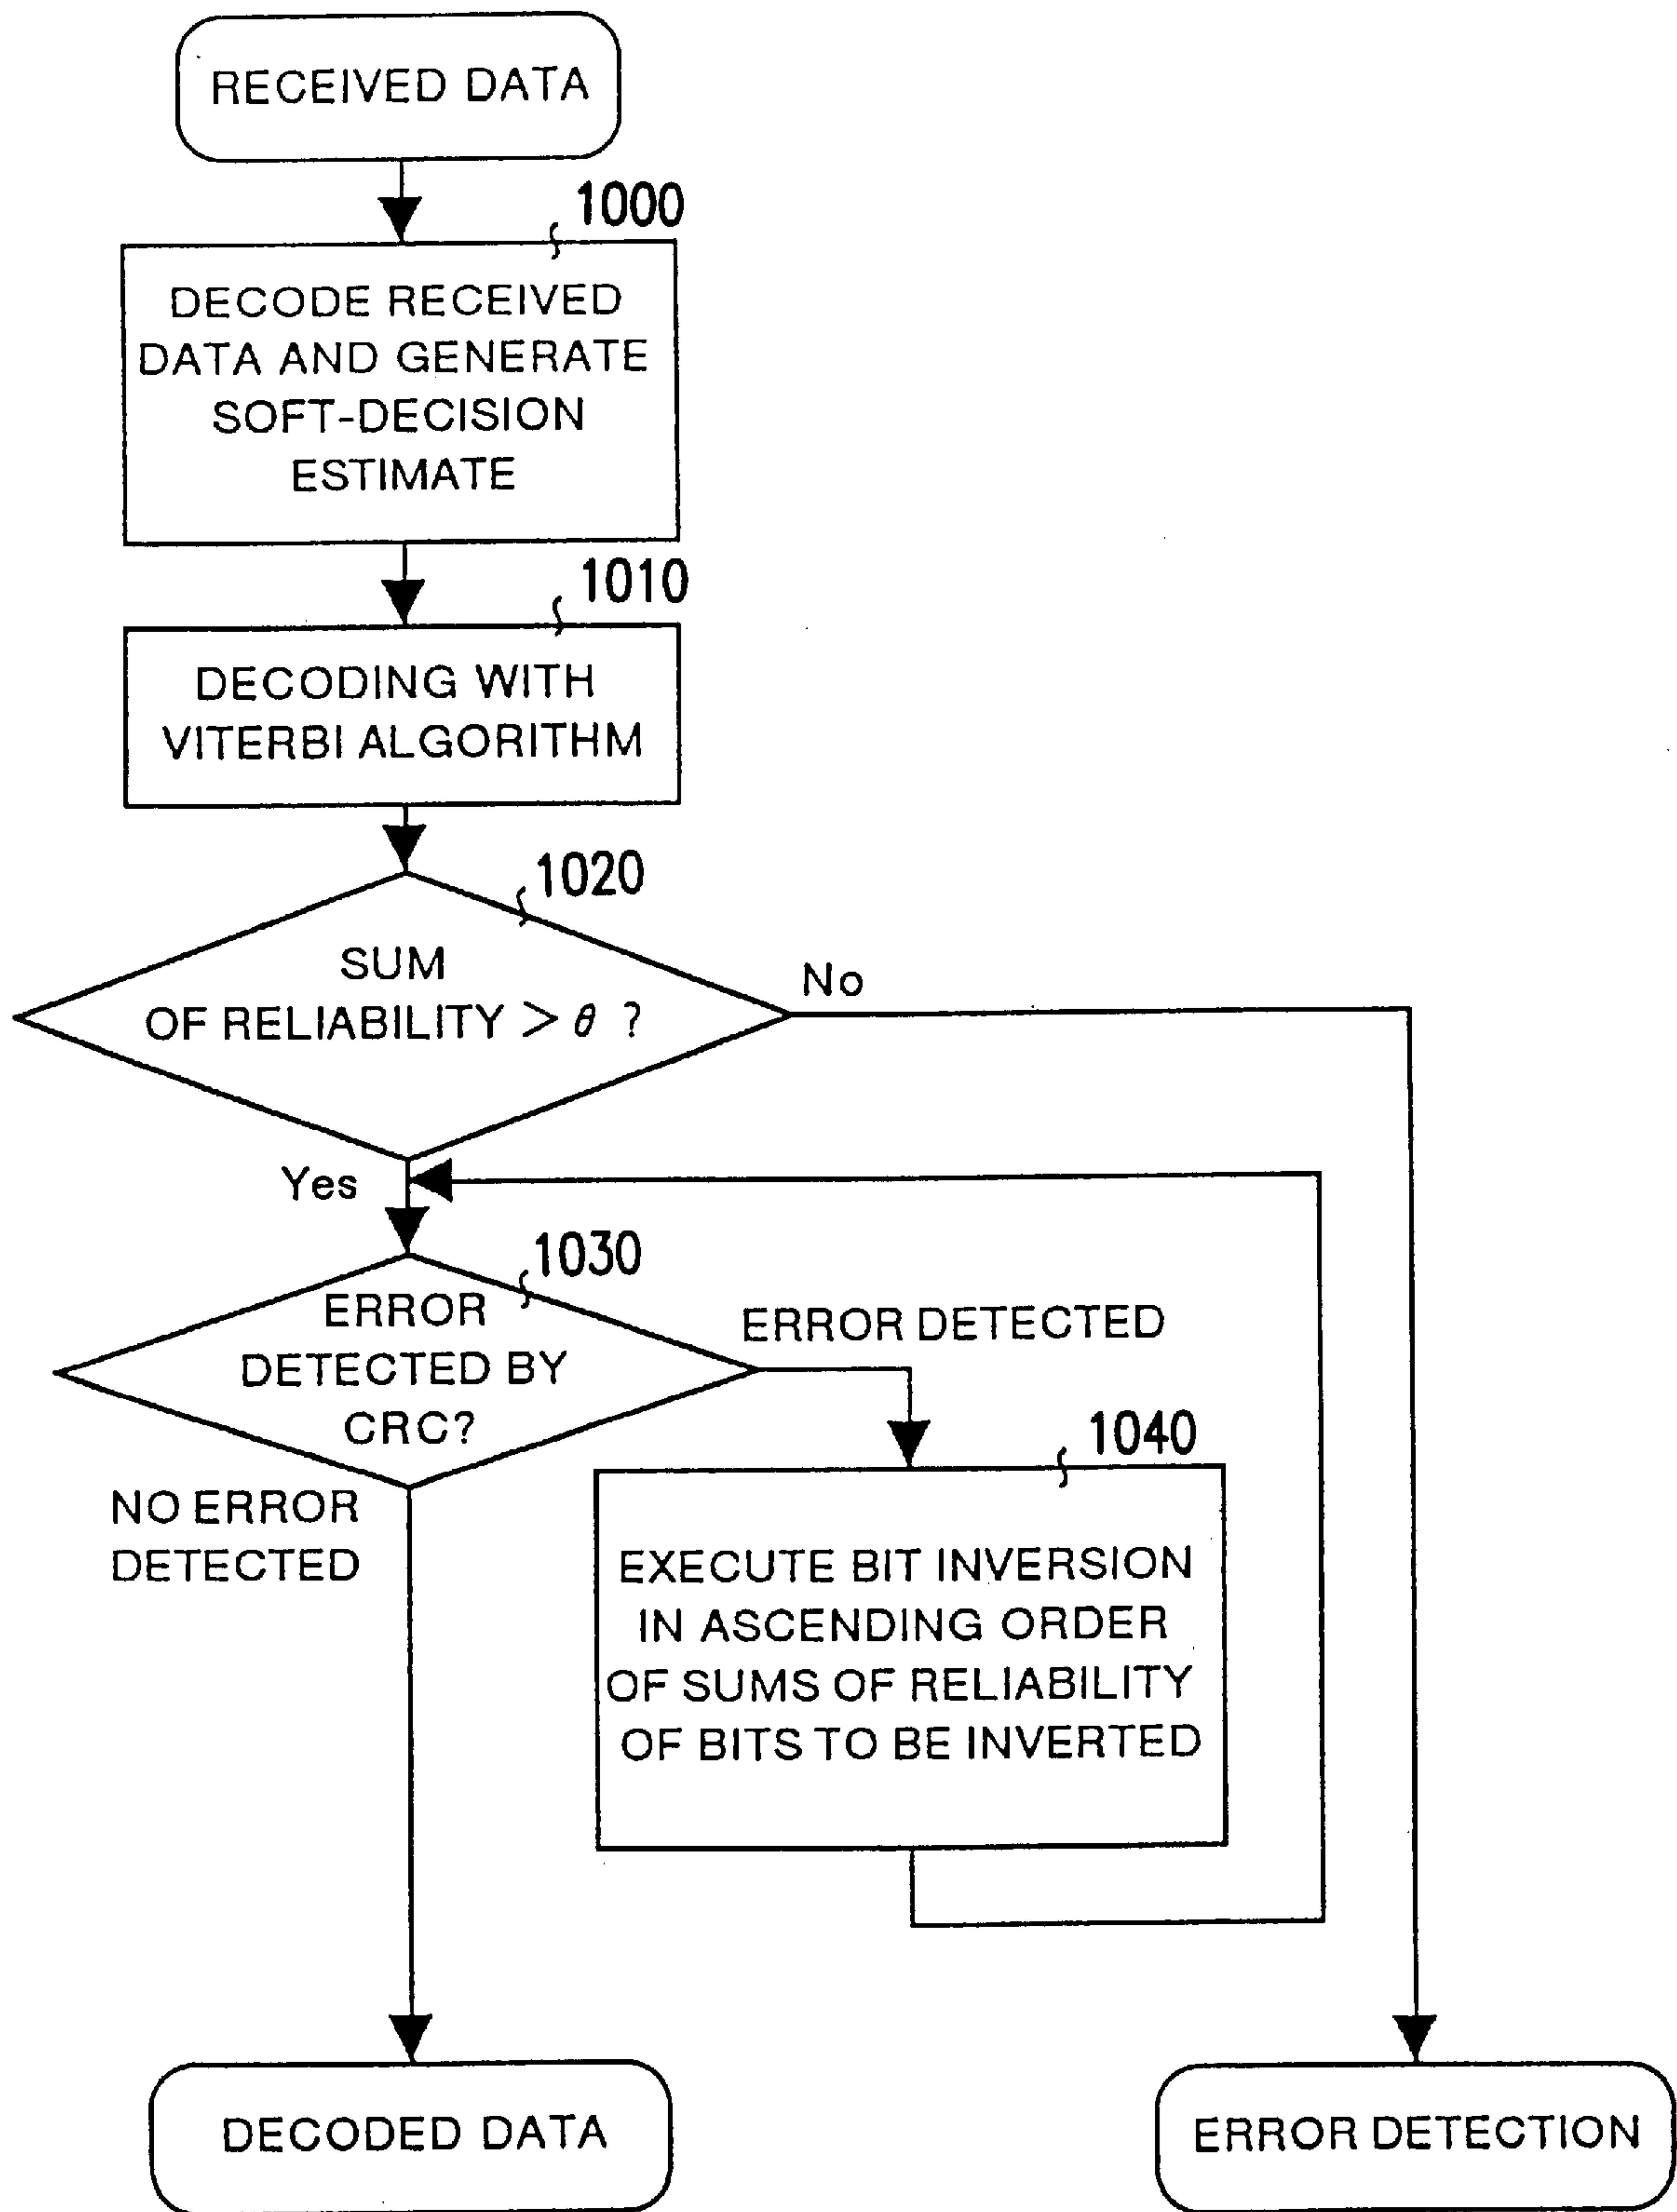 RECEIVED DATA
1000
DECODE RECEIVED
DATA AND GENERATE
SOFT-DECISION
ESTIMATE
1010
DECODING WITH
VITERBI ALGORITHM
1020
SUM
OF RELIABILITY > θ ?
No
Yes
1030
ERROR
DETECTED BY
CRC?
ERROR DETECTED
NO ERROR
DETECTED
1040
EXECUTE BIT INVERSION
IN ASCENDING ORDER
OF SUMS OF RELIABILITY
OF BITS TO BE INVERTED
DECODED DATA
ERROR DETECTION